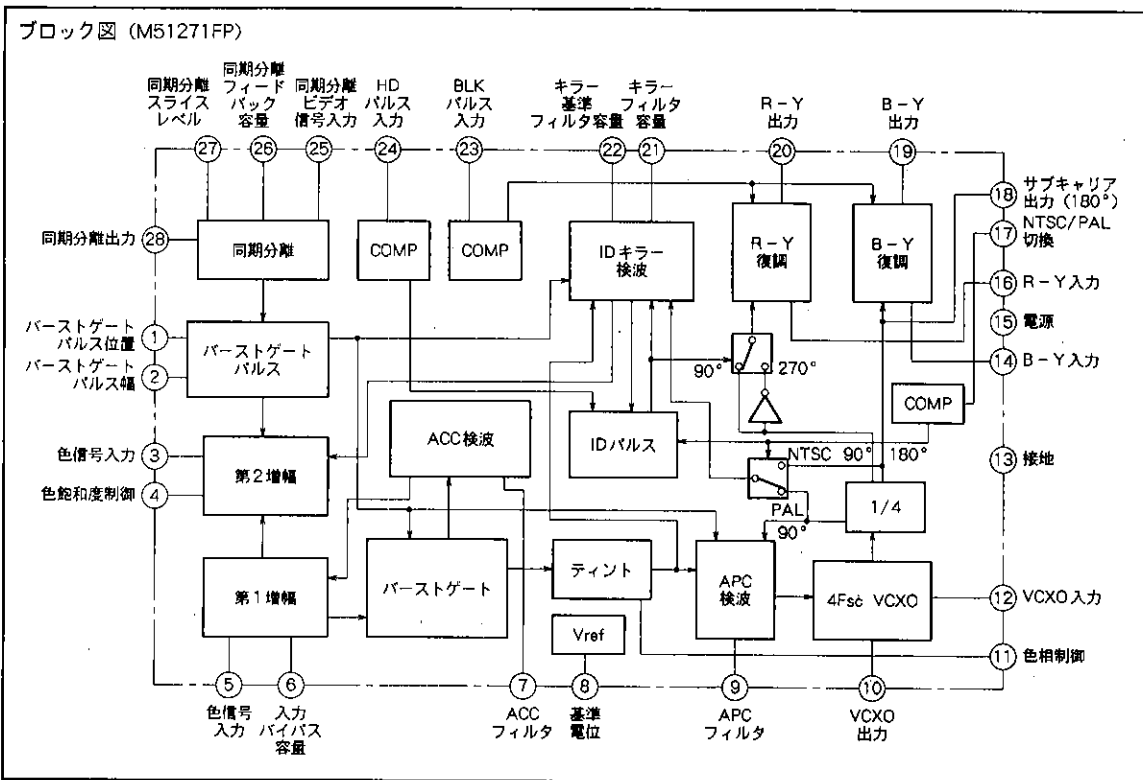 ブロック図 (M51271FP)
同期分離
スライス
レベル
同期分離
フィード
バック
容量
同期分離
ビデオ
信号入力
HD
パルス
入力
BLK
パルス
入力
キラー
基準
フィルタ容量
キラー
フィルタ
容量
R-Y
出力
B-Y
出力
27
26
25
24
23
22
21
20
19
同期分離出力
28
同期分離
COMP
COMP
IDキラー
検波
R-Y
復調
B-Y
復調
18
サブキャリア
出力 (180°)
17
NTSC/PAL
切換
16
R-Y入力
15
電源
14
B-Y入力
バーストゲート
パルス位置
1
バーストゲート
パルス幅
2
バーストゲート
パルス
90°
270°
COMP
色信号入力
3
色飽和度制御
4
第2増幅
ACC検波
IDパルス
NTSC 90°
180°
13
接地
PAL
90°
1/4
第1増幅
バーストゲート
ティント
APC
検波
4Fsc VCXO
12
VCXO入力
Vref
11
色相制御
5
6
7
8
9
10
色信号
入力
入力
バイパス
容量
ACC
フィルタ
基準
電位
APC
フィルタ
VCXO
出力